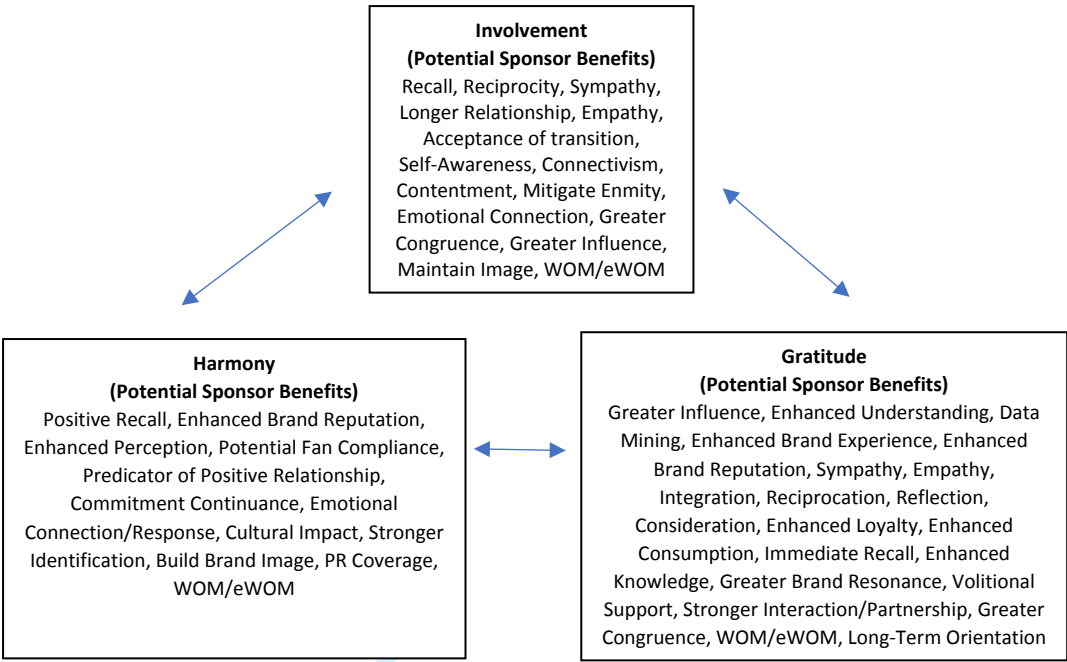 Involvement
(Potential Sponsor Benefits)
Recall, Reciprocity, Sympathy,
Longer Relationship, Empathy,
Acceptance of transition,
Self-Awareness, Connectivism,
Contentment, Mitigate Enmity,
Emotional Connection, Greater
Congruence, Greater Influence,
Maintain Image, WOM/eWOM
Harmony
(Potential Sponsor Benefits)
Positive Recall, Enhanced Brand Reputation,
Enhanced Perception, Potential Fan Compliance,
Predicator of Positive Relationship,
Commitment Continuance, Emotional
Connection/Response, Cultural Impact, Stronger
Identification, Build Brand Image, PR Coverage,
WOM/eWOM
Gratitude
(Potential Sponsor Benefits)
Greater Influence, Enhanced Understanding, Data
Mining, Enhanced Brand Experience, Enhanced
Brand Reputation, Sympathy, Empathy,
Integration, Reciprocation, Reflection,
Consideration, Enhanced Loyalty, Enhanced
Consumption, Immediate Recall, Enhanced
Knowledge, Greater Brand Resonance, Volitional
Support, Stronger Interaction/Partnership, Greater
Congruence, WOM/eWOM, Long-Term Orientation